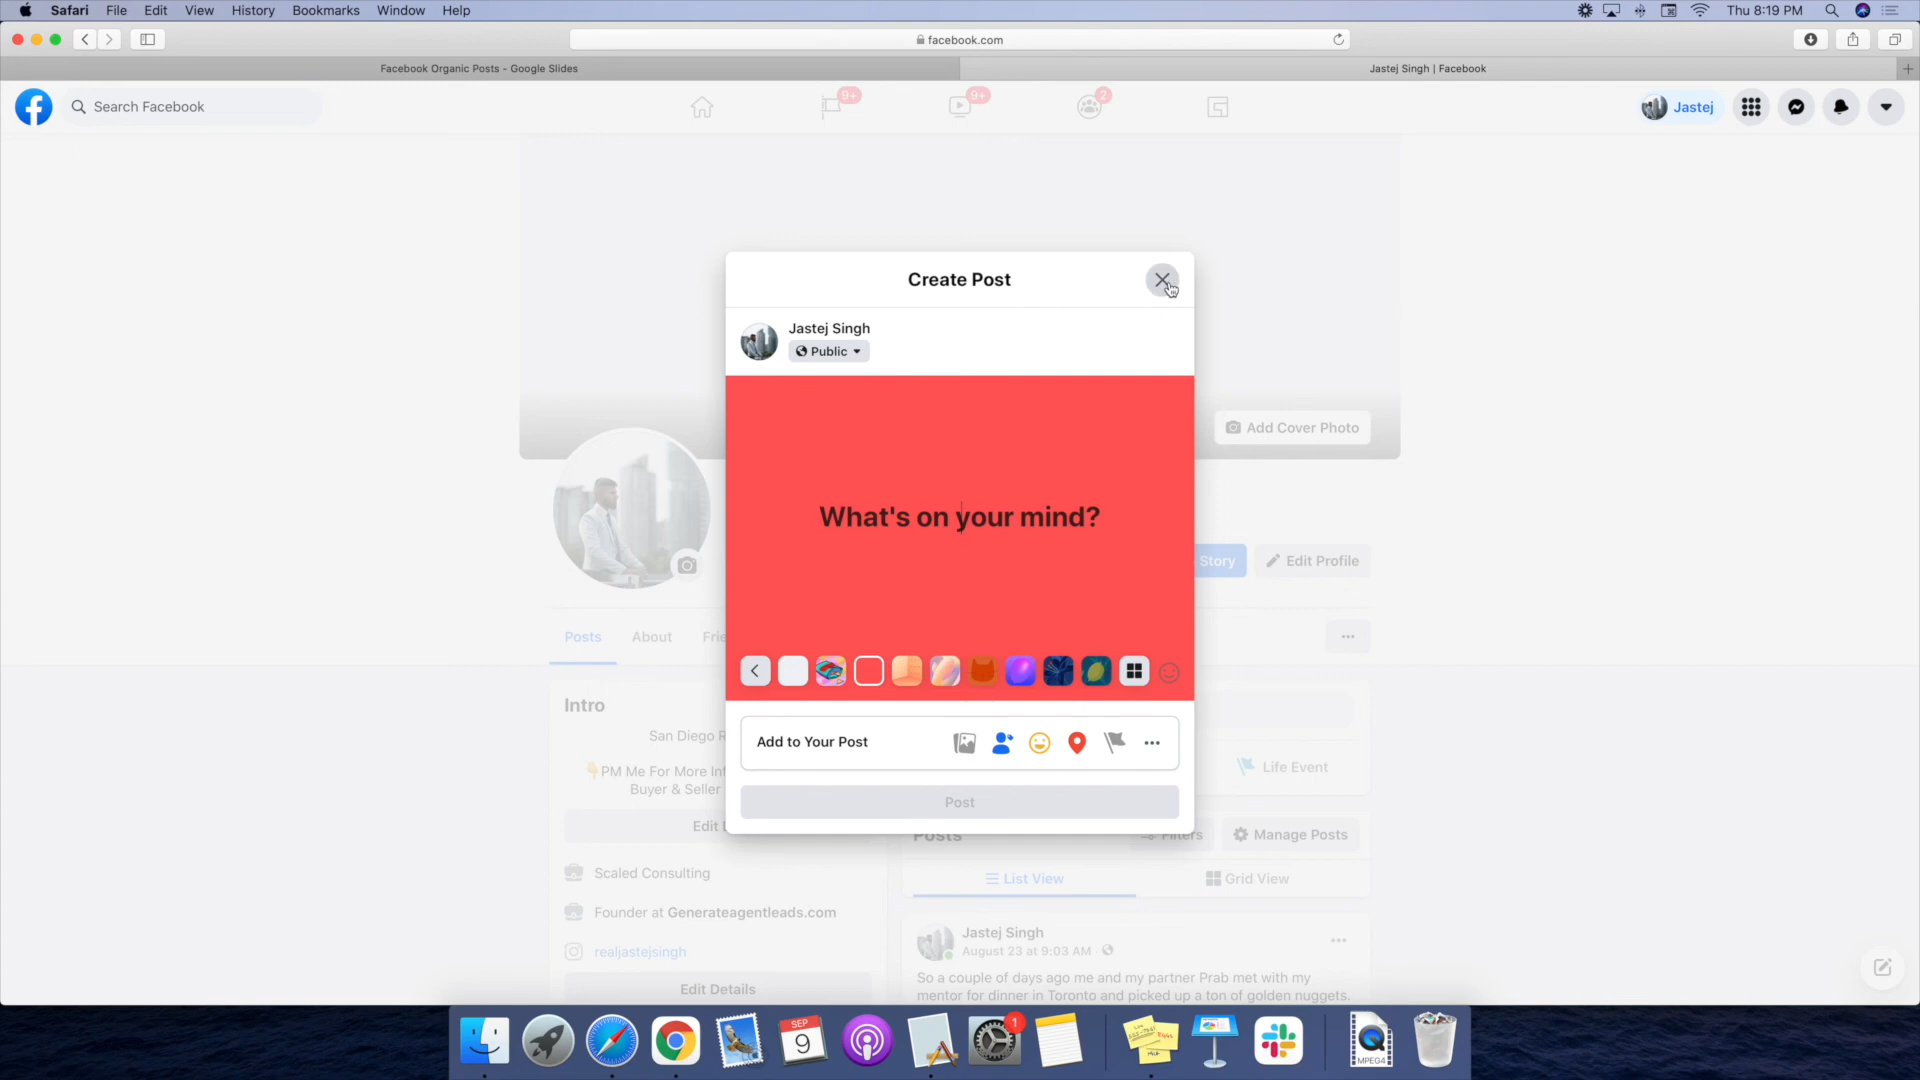 Safari File Edit View History Bookmarks Window Help Thu 8:19 PM
facebook.com
Facebook Organic Posts - Google Slides Jastej Singh | Facebook
Search Facebook 9+ 9+ 2 Jastej
Create Post
Jastej Singh
Public
Add Cover Photo
What's on your mind?
Story Edit Profile
Posts About
Intro
San Diego
Add to Your Post
👇PM Me For More
Buyer & Seller
Life Event
Post
Edit
Posts Filters Manage Posts
Scaled Consulting
List View Grid View
Founder at Generateagentleads.com
Jastej Singh
August 23 at 9:03 AM ·
realjastejsingh
So a couple of days ago me and my partner Prab met with my
mentor for dinner in Toronto and picked up a ton of golden nuggets.
Edit Details
SEP
9
1
MPEG4